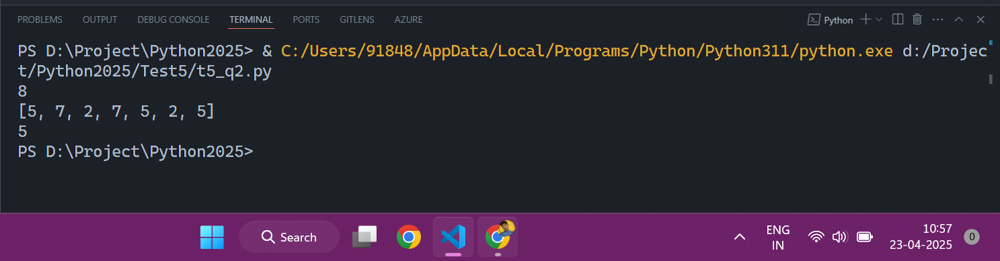 PROBLEMS OUTPUT DEBUG CONSOLE TERMINAL PORTS GITLENS AZURE Python
PS D:\Project\Python2025> & C:/Users/91848/AppData/Local/Programs/Python/Python311/python.exe d:/Projec
t/Python2025/Test5/t5_q2.py
8
[5, 7, 2, 7, 5, 2, 5]
5
PS D:\Project\Python2025>
Search
ENG
IN
10:57
23-04-2025
0